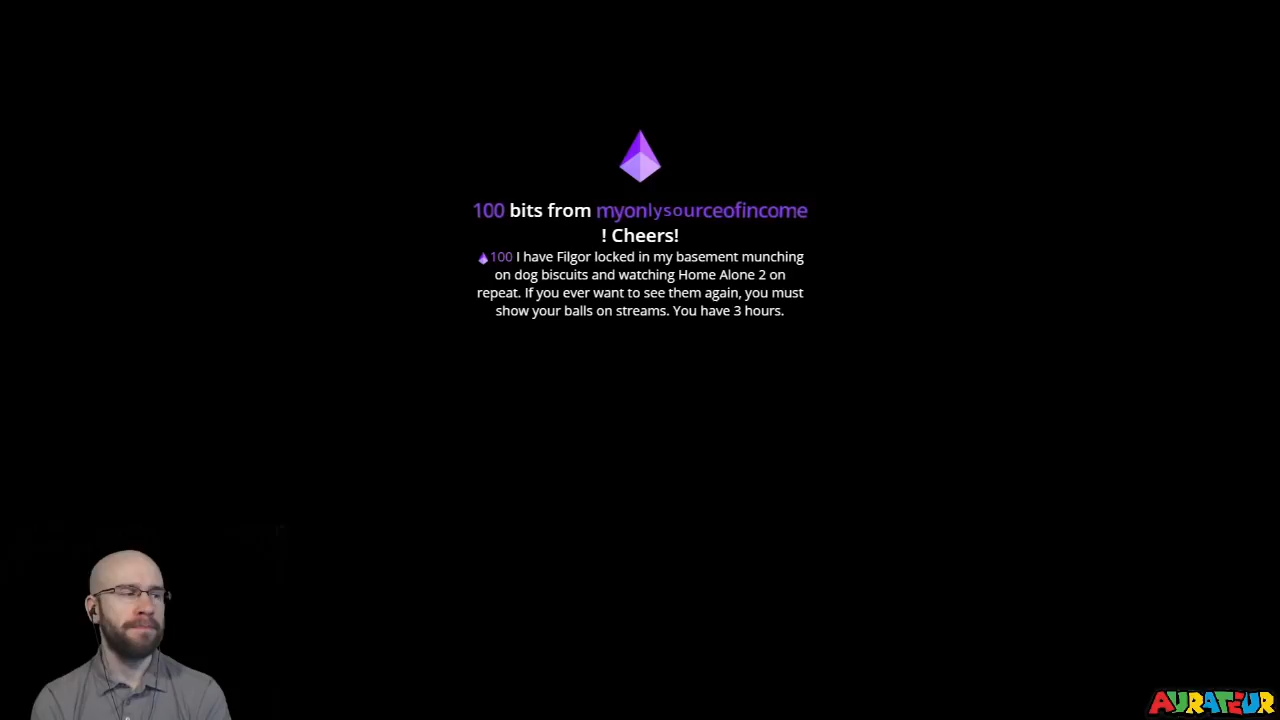 100 bits from myonlysourceofincome
! Cheers!
100 I have Filgor locked in my basement munching
on dog biscuits and watching Home Alone 2 on
repeat. If you ever want to see them again, you must
show your balls on streams. You have 3 hours.
AURATEUR